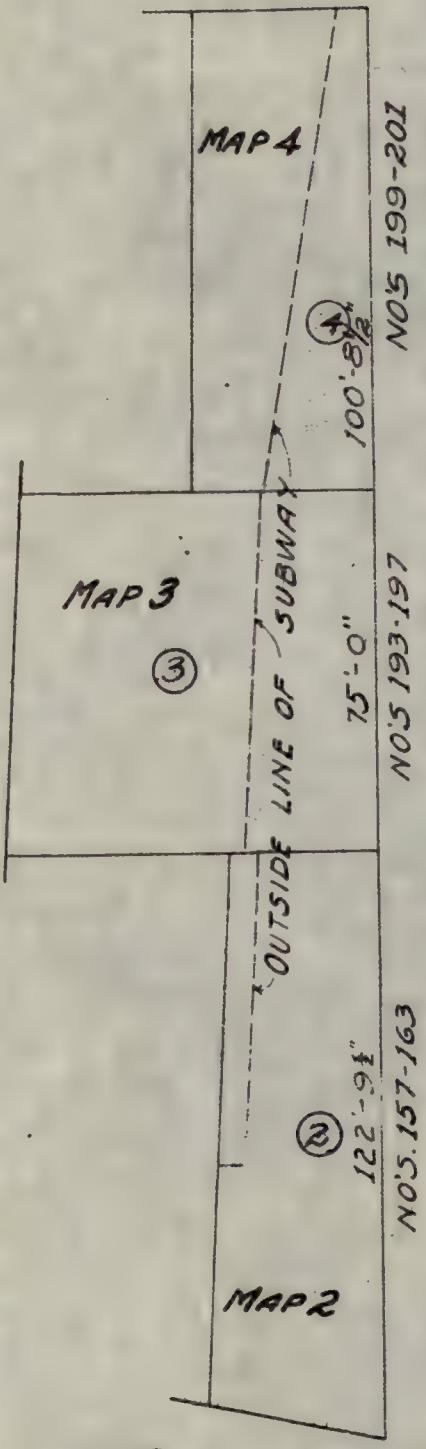 MAP 2
②
122'-9½"
NO'S. 157-163
MAP 3
③
OUTSIDE LINE OF SUBWAY
75'-0"
NO'S 193-197
MAP 4
④
100'-8½"
NO'S 199-201